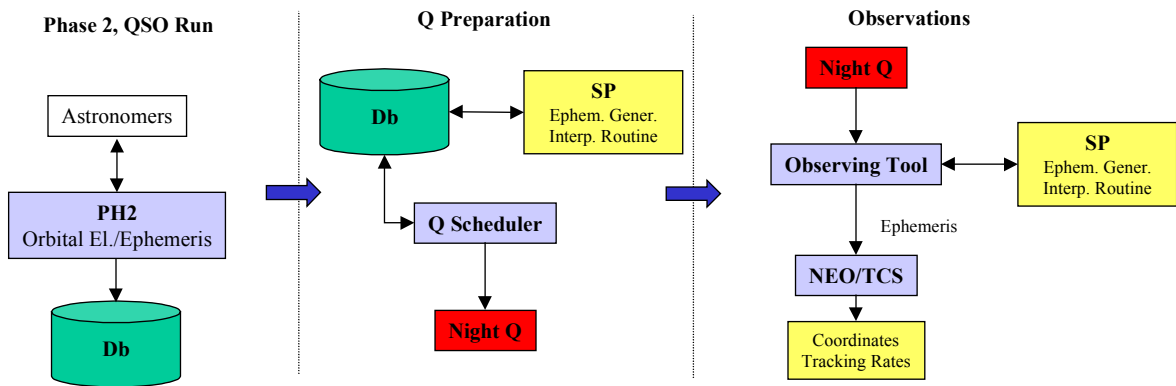 Phase 2, QSO Run
Astronomers
PH2
Orbital El./Ephemeris
Db
Q Preparation
Db
SP
Ephem. Gener.
Interp. Routine
Q Scheduler
Night Q
Observations
Night Q
Observing Tool
SP
Ephem. Gener.
Interp. Routine
Ephemeris
NEO/TCS
Coordinates
Tracking Rates